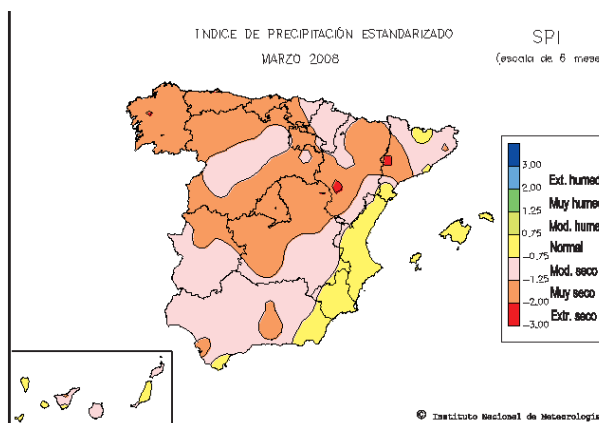 INDICE DE PRECIPITACIÓN ESTANDARIZADO
MARZO 2008
SPI
(escala de 6 mese
3,00
Ext. humed
2,00
Muy humed
1,25
Mod. hume
0,75
Normal
-0,75
Mod. seco
-1,25
Muy seco
-2,00
Extr. seco
-3,00
© Instituto Nacional de Meteorologia